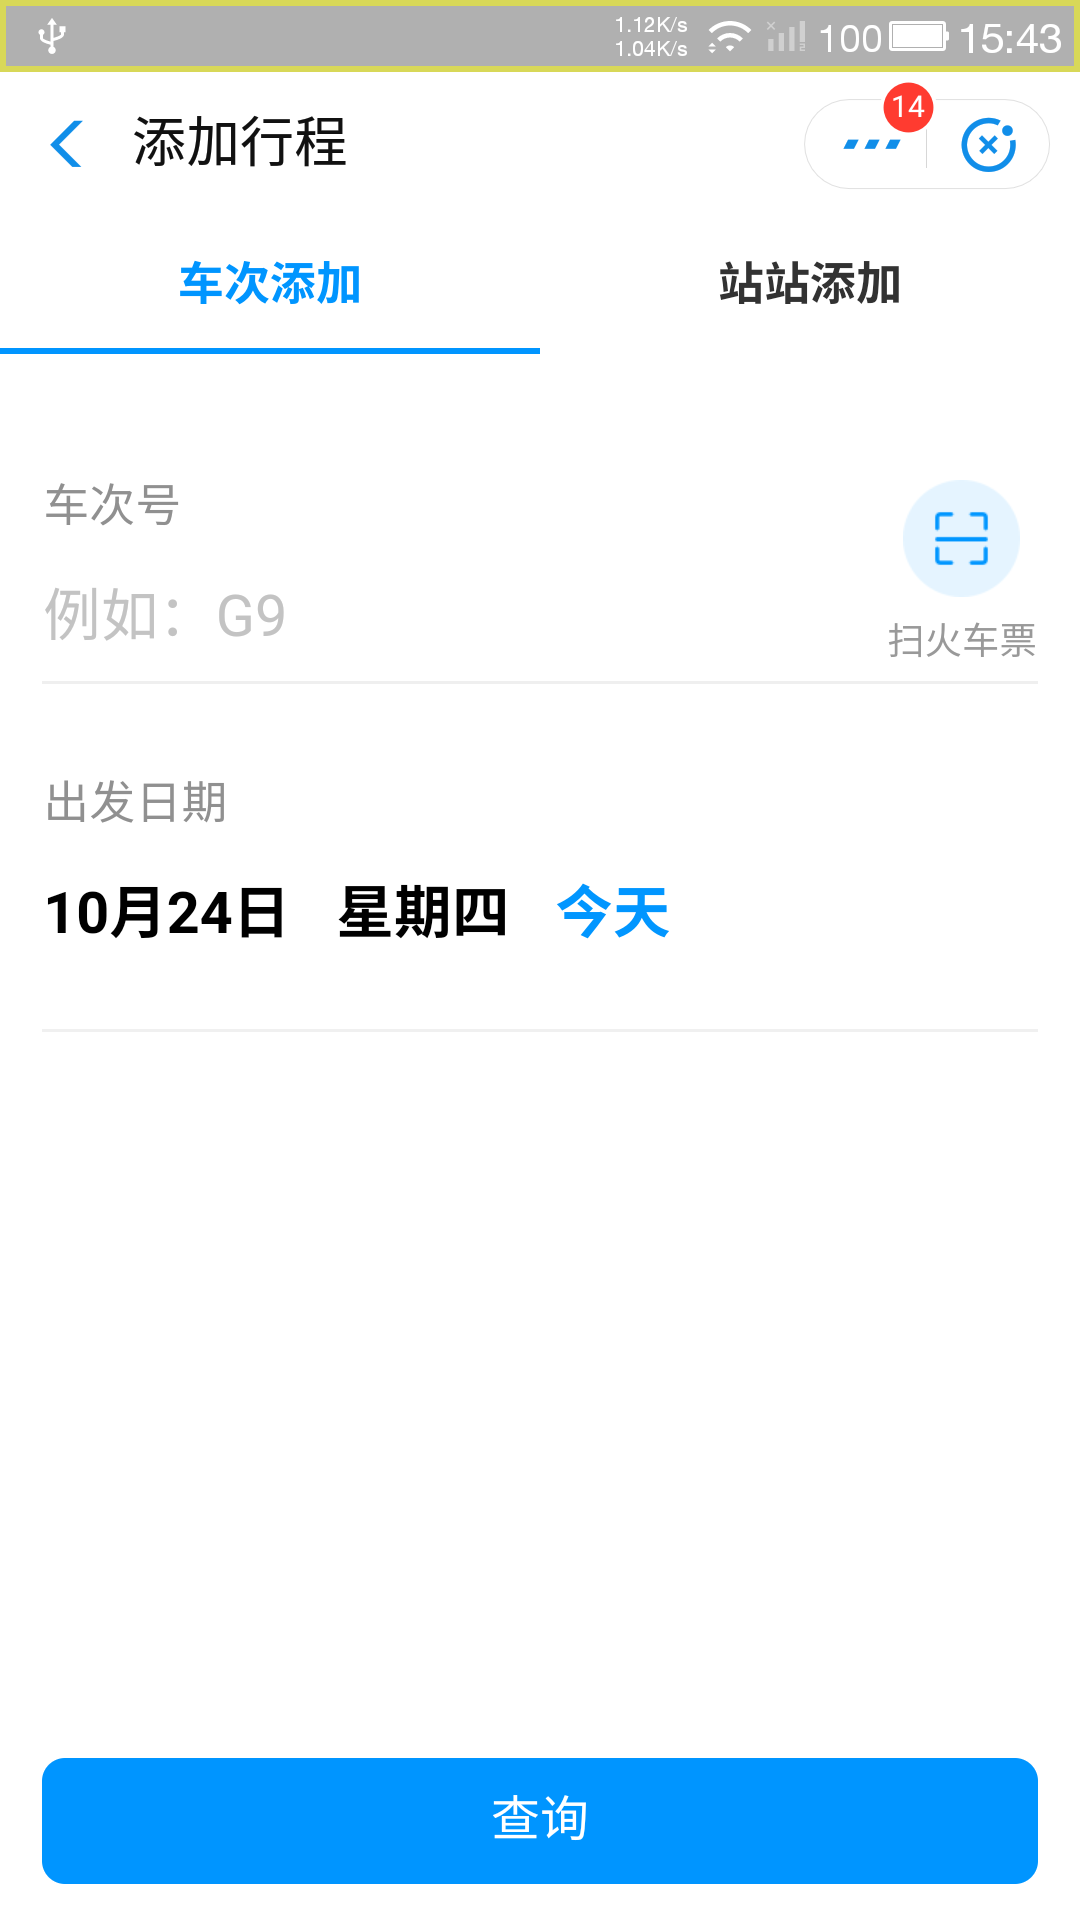 1.12K/s
1.04K/s
100
15:43
添加行程
14
车次添加
站站添加
车次号
例如：G9
扫火车票
出发日期
10月24日 星期四 今天
查询